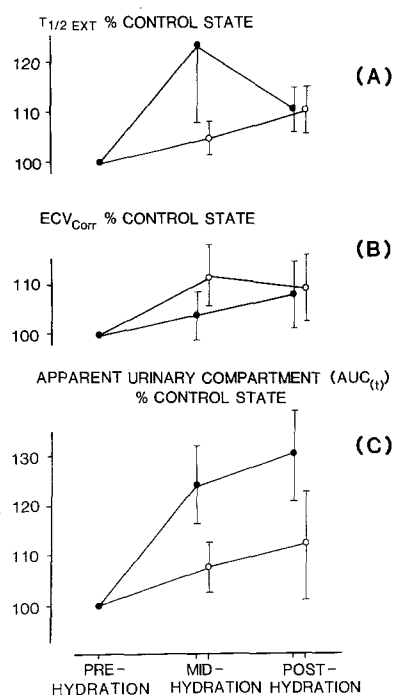 T1/2 EXT % CONTROL STATE
(A)
120
110
100
ECVCorr % CONTROL STATE
(B)
110
100
APPARENT URINARY COMPARTMENT (AUC(t))
% CONTROL STATE
(C)
130
120
110
100
PRE- MID- POST-
HYDRATION HYDRATION HYDRATION